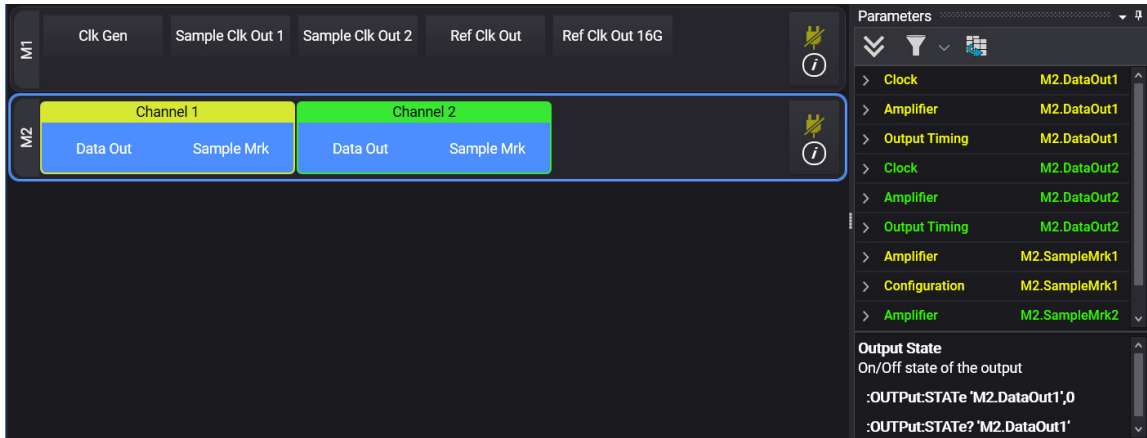 M1
Clk Gen
Sample Clk Out 1
Sample Clk Out 2
Ref Clk Out
Ref Clk Out 16G
i
M2
Channel 1
Channel 2
Data Out
Sample Mrk
Data Out
Sample Mrk
i
Parameters
Clock M2.DataOut1
Amplifier M2.DataOut1
Output Timing M2.DataOut1
Clock M2.DataOut2
Amplifier M2.DataOut2
Output Timing M2.DataOut2
Amplifier M2.SampleMrk1
Configuration M2.SampleMrk1
Amplifier M2.SampleMrk2
Output State
On/Off state of the output
:OUTPut:STATe 'M2.DataOut1',0
:OUTPut:STATe? 'M2.DataOut1'